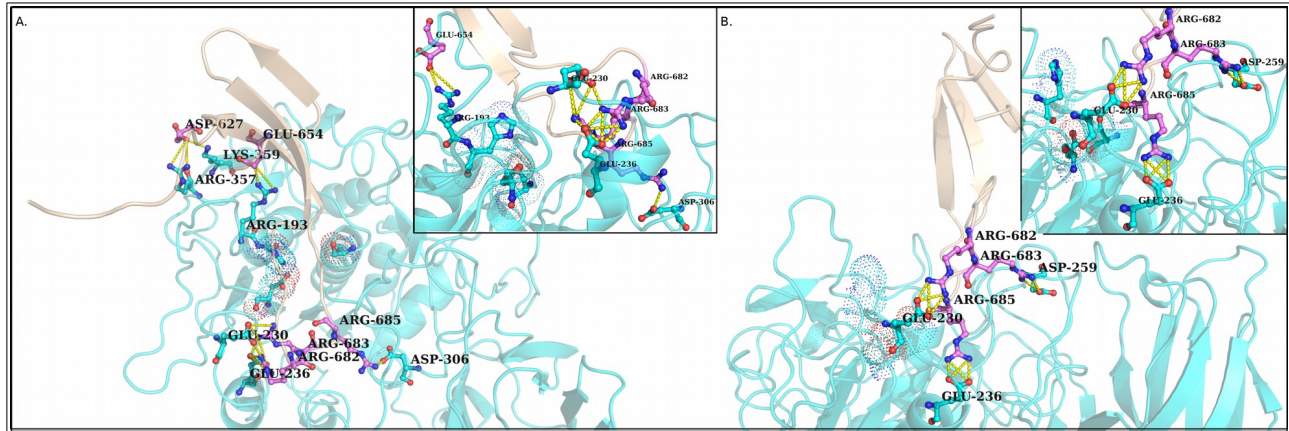 A.
ASP-627
GLU-654
LYS-359
ARG-357
ARG-193
GLU-230
GLU-236
ARG-685
ARG-683
ARG-682
ASP-306
GLU-654
GLU-230
ARG-682
ARG-193
ARG-683
ARG-685
GLU-236
ASP-306
B.
ARG-682
ARG-683
ASP-259
ARG-685
GLU-230
GLU-236
ARG-682
ARG-683
ASP-259
ARG-685
GLU-230
GLU-236